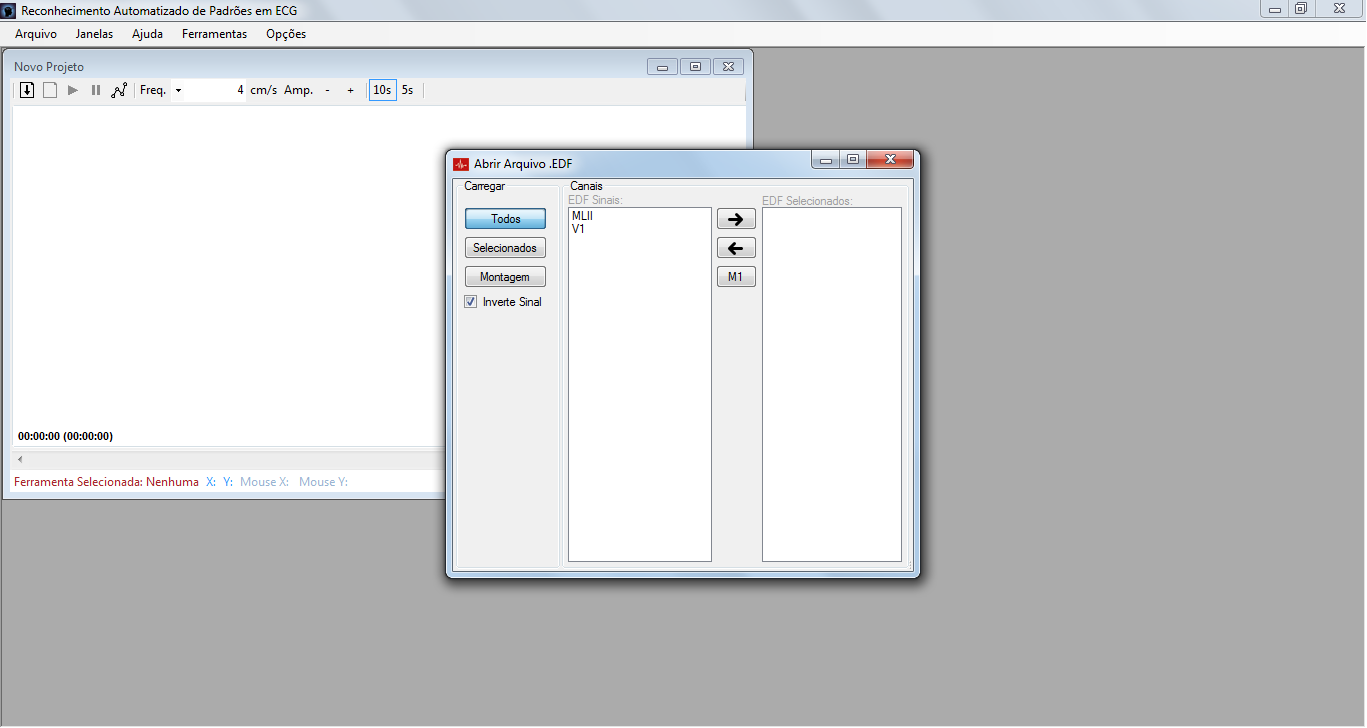 Reconhecimento Automatizado de Padrões em ECG
Arquivo Janelas Ajuda Ferramentas Opções
Novo Projeto
Freq. 4 cm/s Amp. - + 10s 5s
00:00:00 (00:00:00)
Ferramenta Selecionada: Nenhuma X: Y: Mouse X: Mouse Y:
Abrir Arquivo .EDF
Carregar
Todos
Selecionados
Montagem
Inverte Sinal
Canais
EDF Sinais:
MLII
V1
M1
EDF Selecionados: